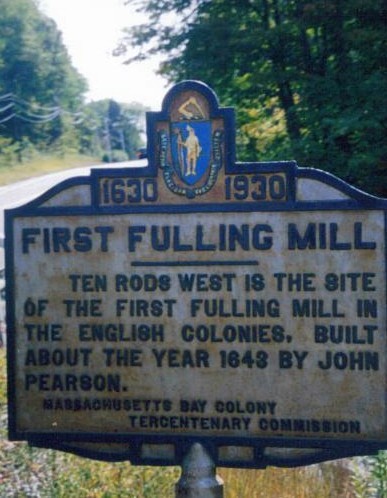 1630 1930
FIRST FULLING MILL
TEN RODS WEST IS THE SITE
OF THE FIRST FULLING MILL IN
THE ENGLISH COLONIES, BUILT
ABOUT THE YEAR 1643 BY JOHN
PEARSON.
MASSACHUSETTS BAY COLONY
TERCENTENARY COMMISSION